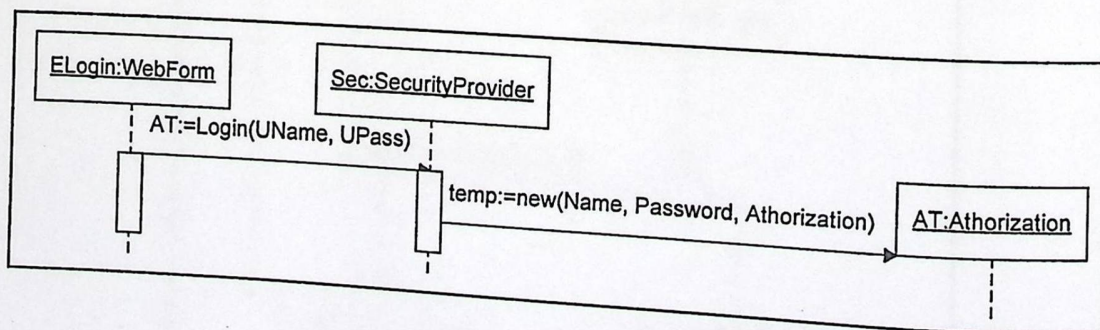 ELogin:WebForm
Sec:SecurityProvider
AT:=Login(UName, UPass)
temp:=new(Name, Password, Athorization)
AT:Athorization